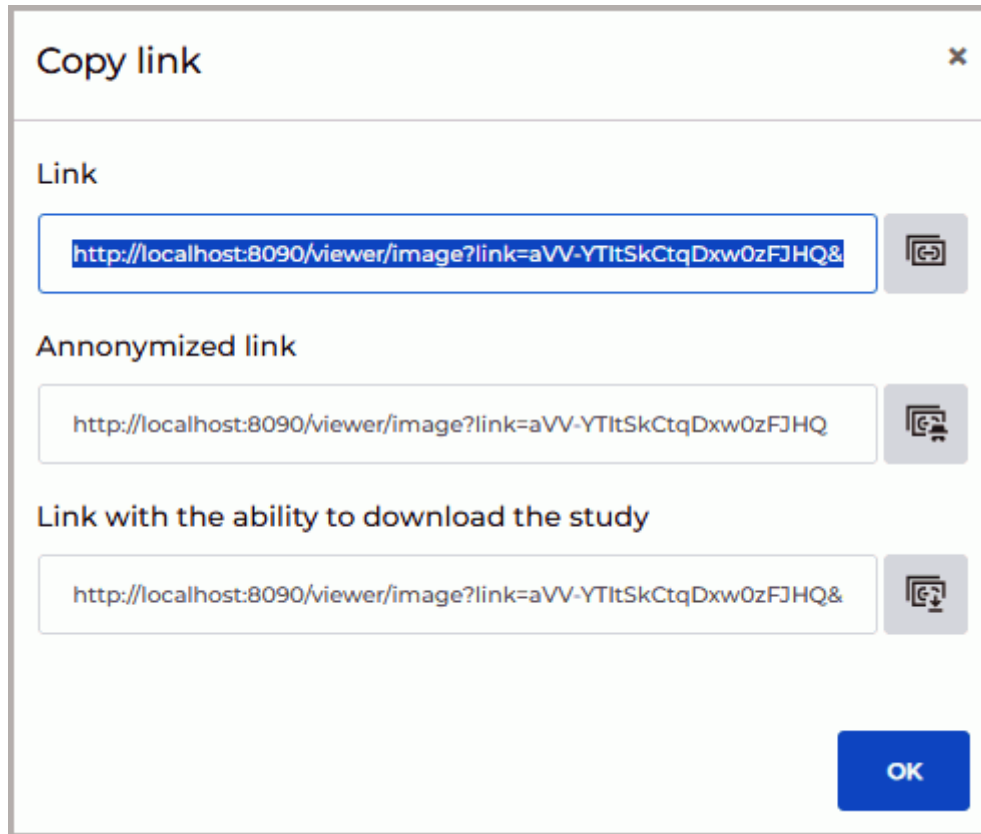 Copy link
Link
http://localhost:8090/viewer/image?link=aVV-YTItSkCtqDxw0zFJHQ&
Annonymized link
http://localhost:8090/viewer/image?link=aVV-YTItSkCtqDxw0zFJHQ
Link with the ability to download the study
http://localhost:8090/viewer/image?link=aVV-YTItSkCtqDxw0zFJHQ&
OK